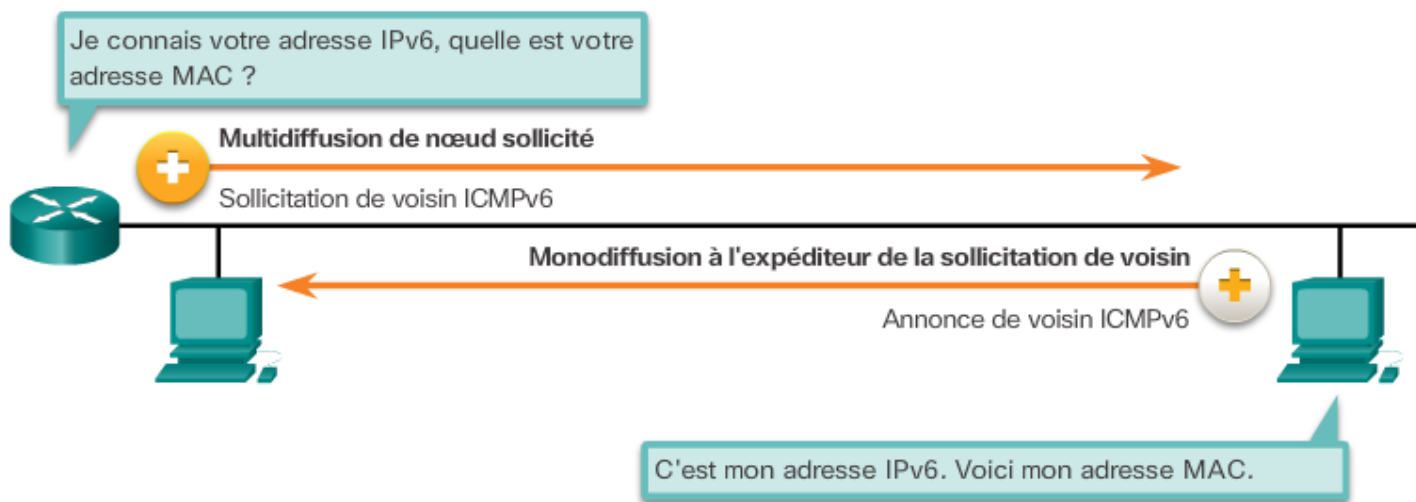 Je connais votre adresse IPv6, quelle est votre
adresse MAC ?
Multidiffusion de nœud sollicité
Sollicitation de voisin ICMPv6
Monodiffusion à l'expéditeur de la sollicitation de voisin
Annonce de voisin ICMPv6
C'est mon adresse IPv6. Voici mon adresse MAC.